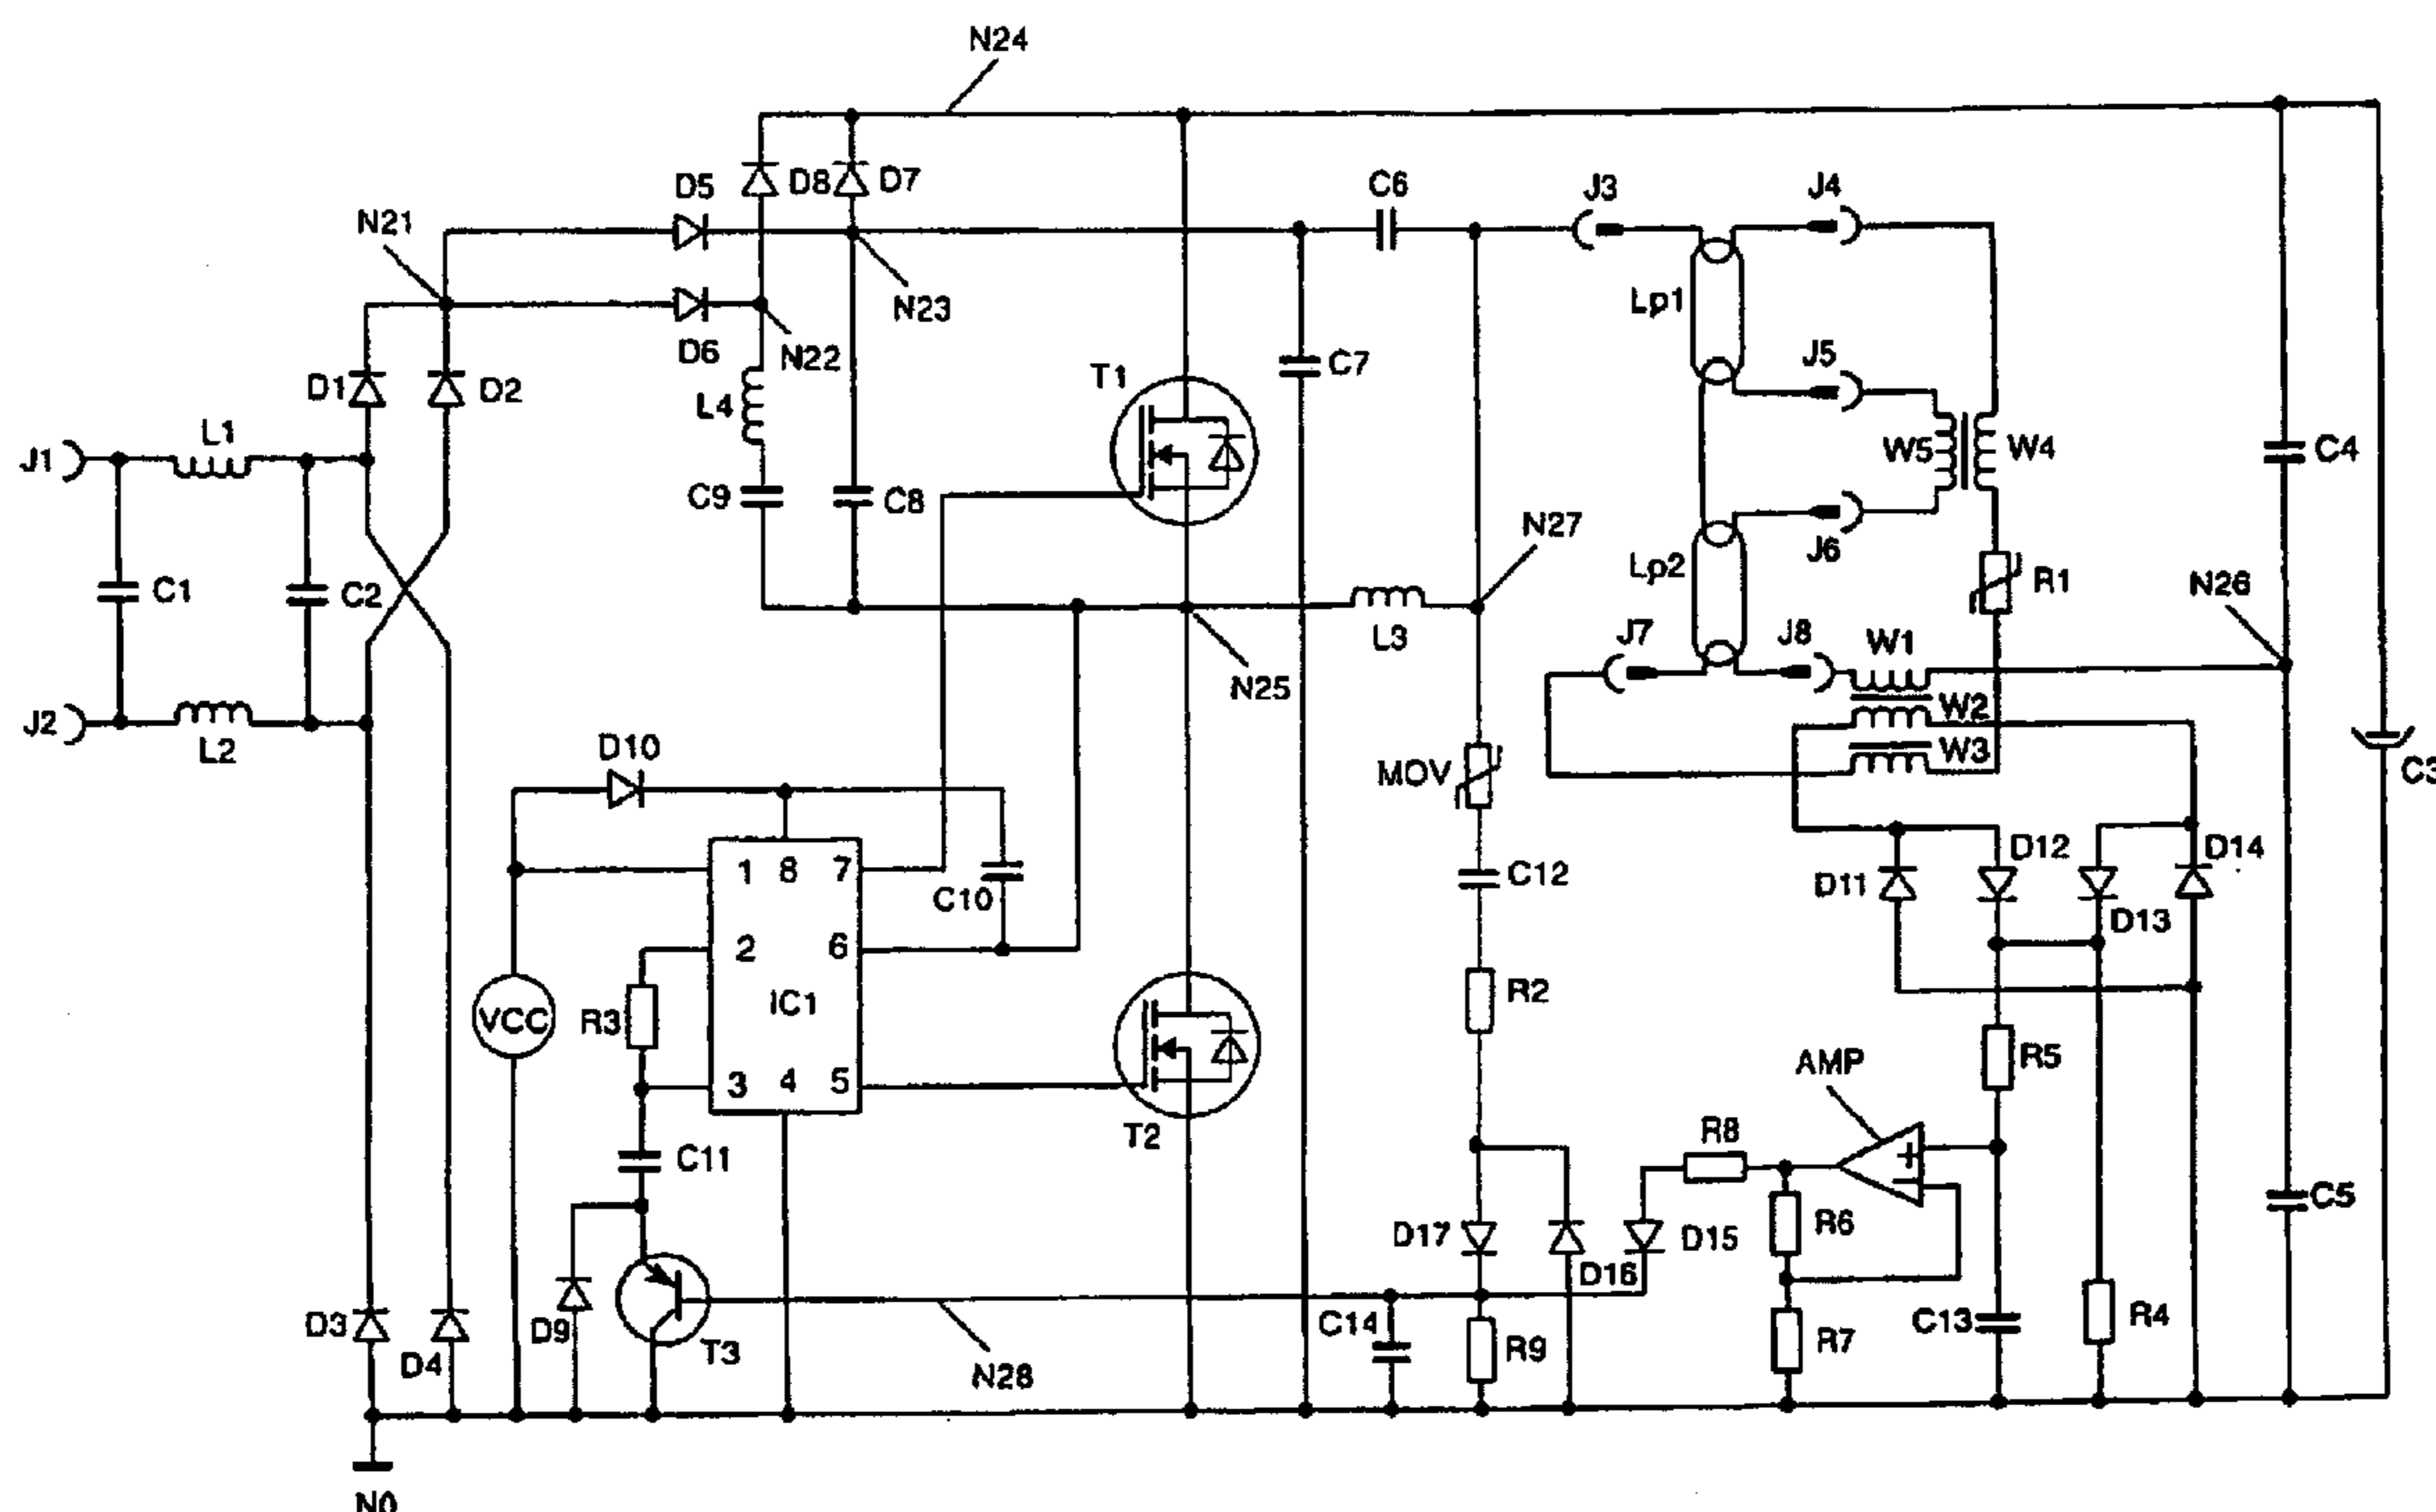 N24
D5
D8
D7
C6
J3
J4
N21
N23
Lp1
D6
N22
C7
J5
T1
D1
D2
L4
L1
J1
W5
W4
C4
C9
C8
N27
J6
C1
C2
Lp2
R1
N26
L3
J7
J8
W1
N25
W2
J2
L2
D10
W3
MOV
C3
1
8
7
C10
C12
D11
D12
D14
D13
2
6
IC1
R2
VCC
R3
R5
AMP
3
4
5
T2
R8
C11
+
−
C5
D17
D16
D15
R6
D3
D4
D9
T3
N28
C14
R9
R7
C13
R4
N0